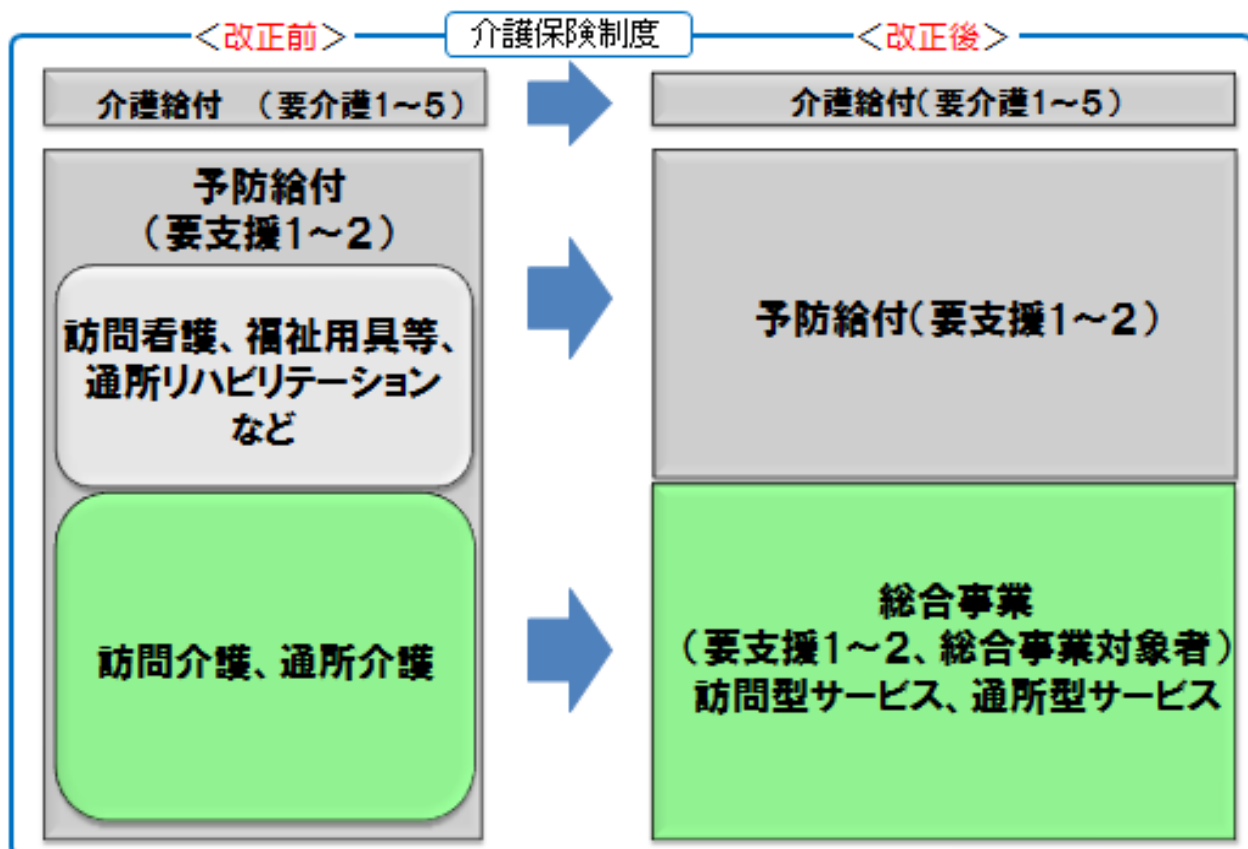 ＜改正前＞
介護保険制度
＜改正後＞
介護給付　（要介護1～5）
介護給付（要介護1～5）
予防給付
（要支援1～2）
訪問看護、福祉用具等、
通所リハビリテーション
など
訪問介護、通所介護
予防給付（要支援1～2）
総合事業
（要支援1～2、総合事業対象者）
訪問型サービス、通所型サービス